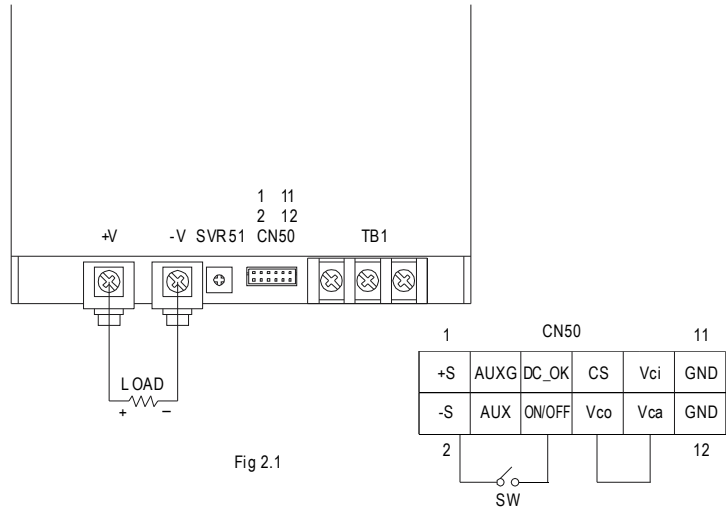 1 11
2 12
+V -V SVR51 CN50 TB1
LOAD
+ –
Fig 2.1
1 CN50 11
+S AUXG DC_OK CS Vci GND
-S AUX ON/OFF Vco Vca GND
2 12
SW